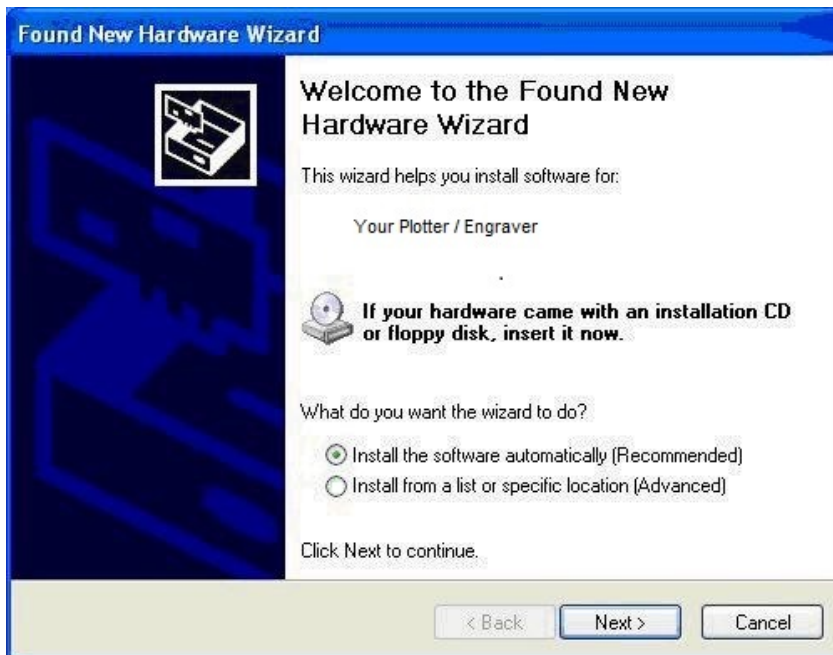 Found New Hardware Wizard
Welcome to the Found New
Hardware Wizard
This wizard helps you install software for:
Your Plotter / Engraver
If your hardware came with an installation CD
or floppy disk, insert it now.
What do you want the wizard to do?
Install the software automatically (Recommended)
Install from a list or specific location (Advanced)
Click Next to continue.
< Back Next > Cancel